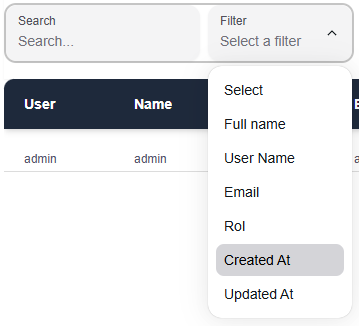 Search
Filter
Search...
Select a filter
User
Name
Select
Full name
User Name
admin
admin
Email
Rol
Created At
Updated At